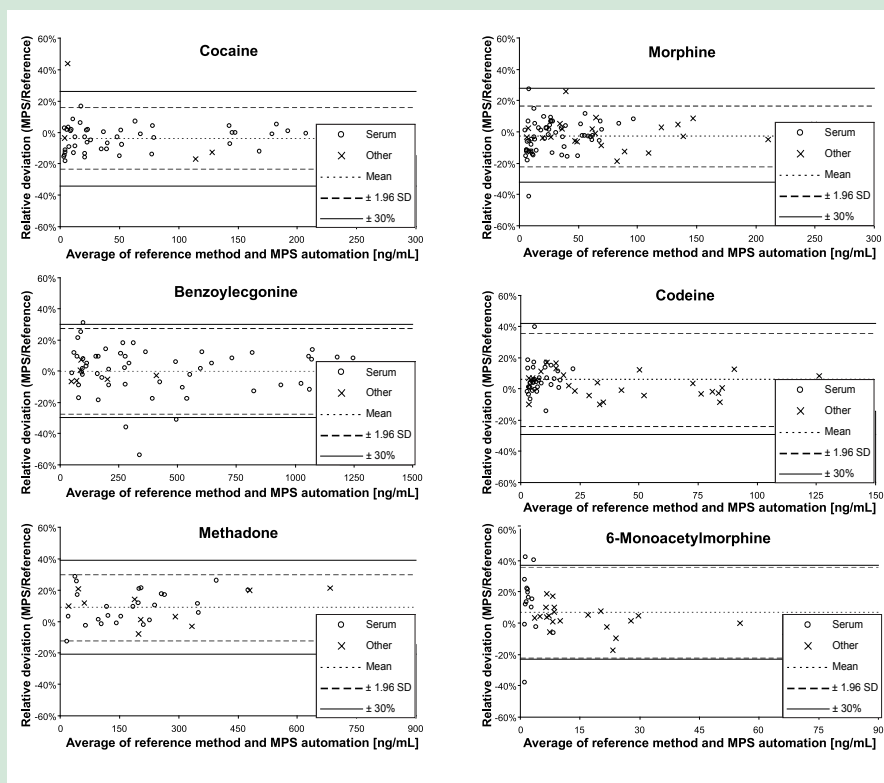 Cocaine
Relative deviation (MPS/Reference)
60%
40%
20%
0%
-20%
-40%
-60%
0 50 100 150 200 250 300
Average of reference method and MPS automation [ng/mL]
Serum
Other
Mean
± 1.96 SD
± 30%
Morphine
Relative deviation (MPS/Reference)
60%
40%
20%
0%
-20%
-40%
-60%
0 50 100 150 200 250 300
Average of reference method and MPS automation [ng/mL]
Serum
Other
Mean
± 1.96 SD
± 30%
Benzoylecgonine
Relative deviation (MPS/Reference)
60%
40%
20%
0%
-20%
-40%
-60%
0 250 500 750 1000 1250 1500
Average of reference method and MPS automation [ng/mL]
Serum
Other
Mean
± 1.96 SD
± 30%
Codeine
Relative deviation (MPS/Reference)
60%
40%
20%
0%
-20%
-40%
-60%
0 25 50 75 100 125 150
Average of reference method and MPS automation [ng/mL]
Serum
Other
Mean
± 1.96 SD
± 30%
Methadone
Relative deviation (MPS/Reference)
60%
40%
20%
0%
-20%
-40%
-60%
0 150 300 450 600 750 900
Average of reference method and MPS automation [ng/mL]
Serum
Other
Mean
± 1.96 SD
± 30%
6-Monoacetylmorphine
Relative deviation (MPS/Reference)
60%
40%
20%
0%
-20%
-40%
-60%
0 15 30 45 60 75 90
Average of reference method and MPS automation [ng/mL]
Serum
Other
Mean
± 1.96 SD
± 30%